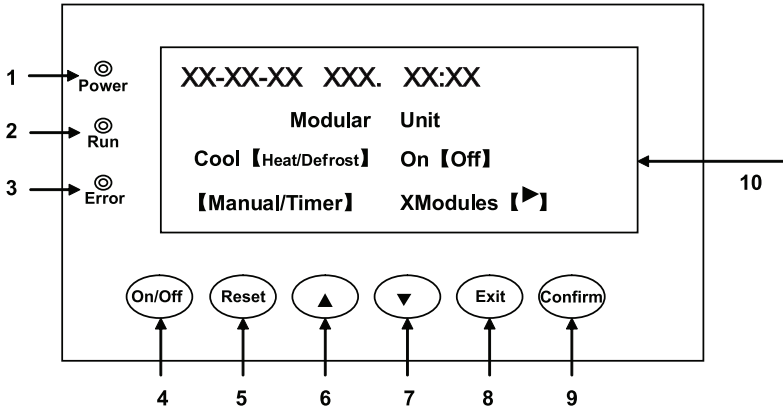 XX-XX-XX XXX. XX:XX
Modular Unit
Cool【Heat/Defrost】 On【Off】
【Manual/Timer】 XModules【▶】
1 Power
2 Run
3 Error
10
On/Off Reset ▲ ▼ Exit Confirm
4 5 6 7 8 9